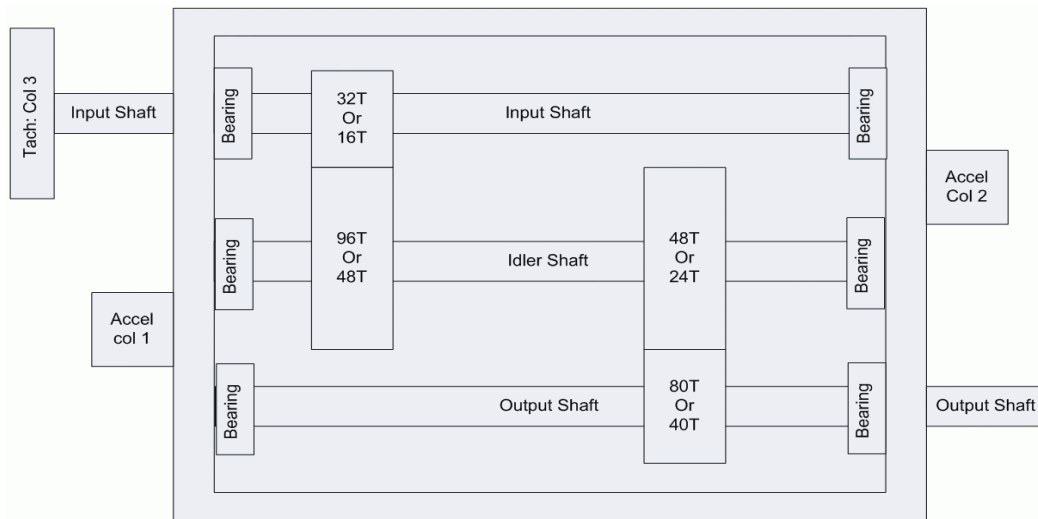 Tach: Col 3
Input Shaft
Bearing
32T
Or
16T
Input Shaft
Bearing
Accel
Col 2
Bearing
96T
Or
48T
Idler Shaft
48T
Or
24T
Bearing
Accel
col 1
Bearing
Output Shaft
80T
Or
40T
Bearing
Output Shaft